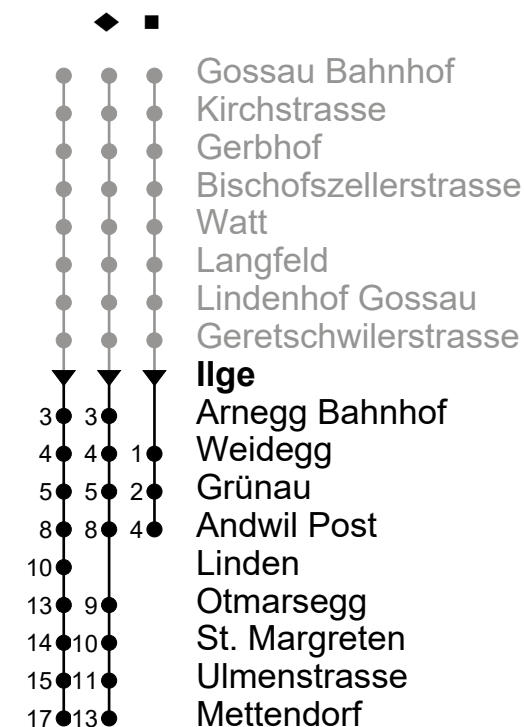 Gossau Bahnhof
Kirchstrasse
Gerbhof
Bischofszellerstrasse
Watt
Langfeld
Lindenhof Gossau
Geretschwilerstrasse
Ilge
3 3 Arnegg Bahnhof
4 4 1 Weidegg
5 5 2 Grünau
8 8 4 Andwil Post
10 Linden
13 9 Otmarsegg
14 10 St. Margreten
15 11 Ulmenstrasse
17 13 Mettendorf